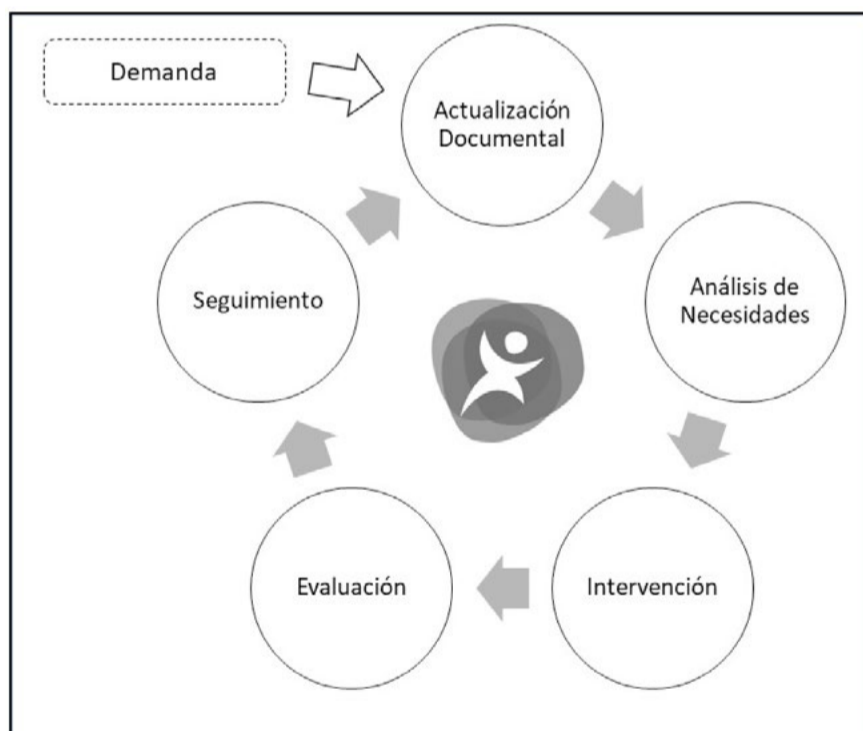 Demanda
Actualización
Documental
Análisis de
Necesidades
Intervención
Evaluación
Seguimiento